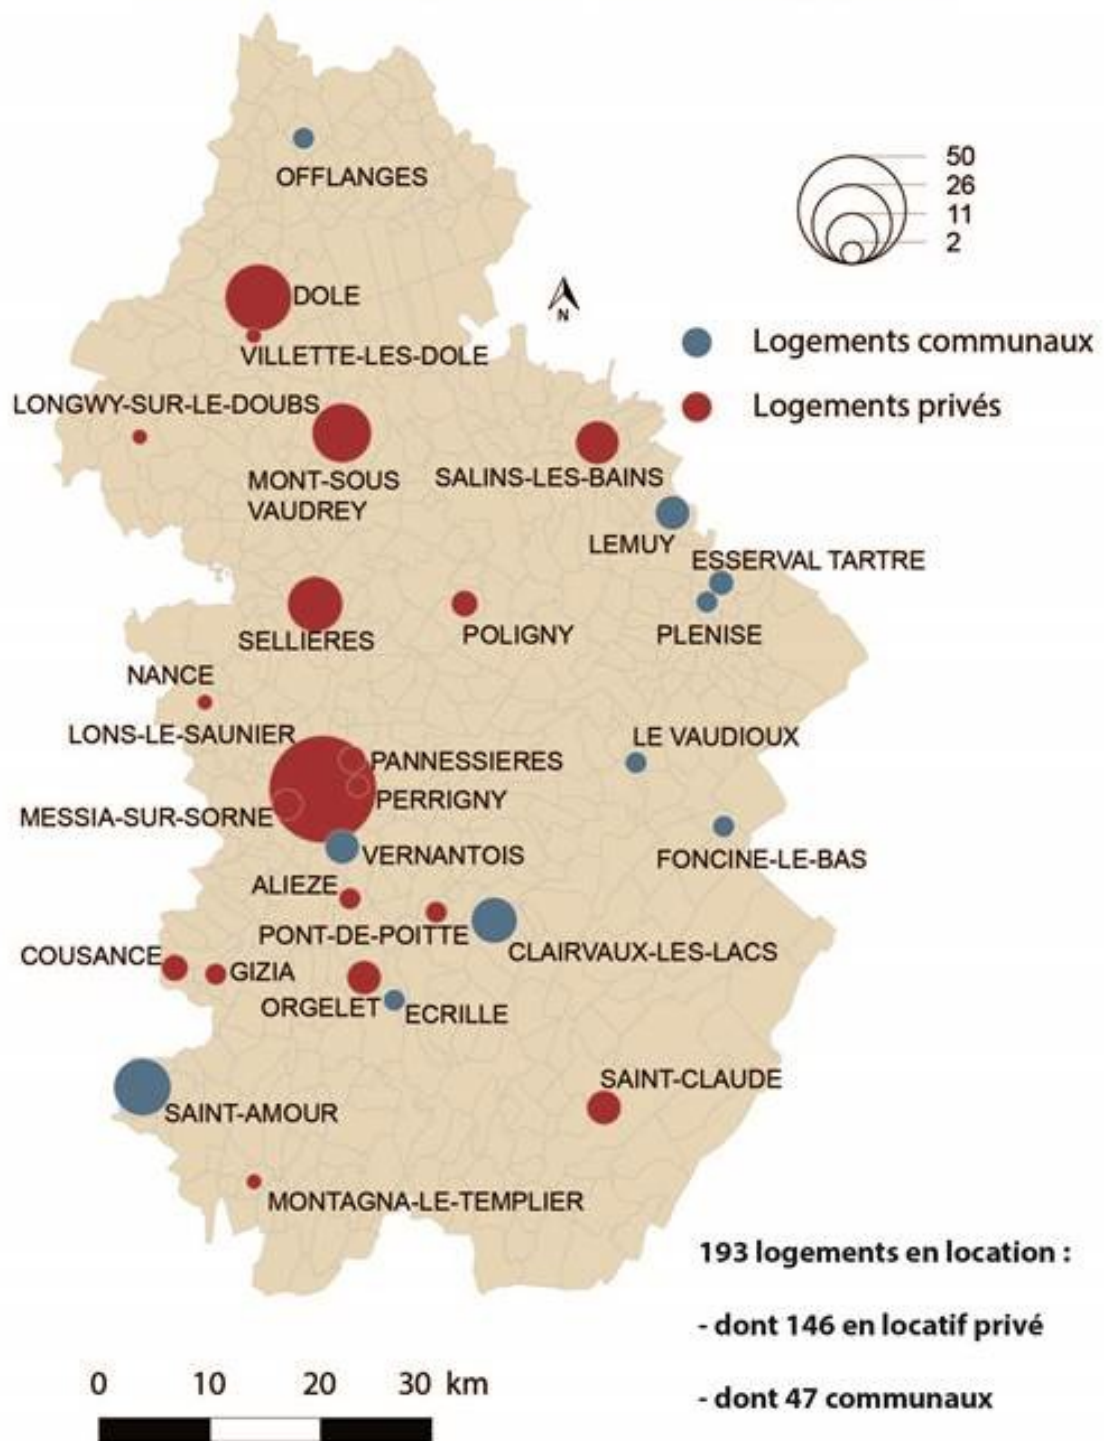 OFFLANGES
50
26
11
2
N
DOLE
VILLETTE-LES-DOLE
Logements communaux
Logements privés
LONGWY-SUR-LE-DOUBS
MONT-SOUS
VAUDREY
SALINS-LES-BAINS
LEMUY
ESSERVAL TARTRE
SELLIERES
POLIGNY
PLENISE
NANCE
LONS-LE-SAUNIER
LE VAUDIOUX
PANNESSIERES
PERRIGNY
MESSIA-SUR-SORNE
VERNANTOIS
FONCINE-LE-BAS
ALIEZE
PONT-DE-POITTE
CLAIRVAUX-LES-LACS
COUSANCE
GIZIA
ORGELET
ECRILLE
SAINT-CLAUDE
SAINT-AMOUR
MONTAGNA-LE-TEMPLIER
193 logements en location :
- dont 146 en locatif privé
- dont 47 communaux
0 10 20 30 km